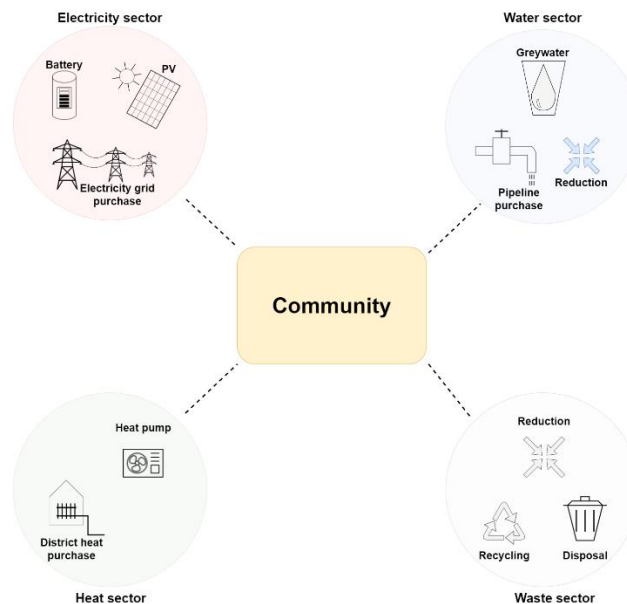 Electricity sector
Water sector
Battery
PV
Electricity grid
purchase
Greywater
Pipeline
purchase
Reduction
Community
Heat pump
District heat
purchase
Reduction
Recycling
Disposal
Heat sector
Waste sector